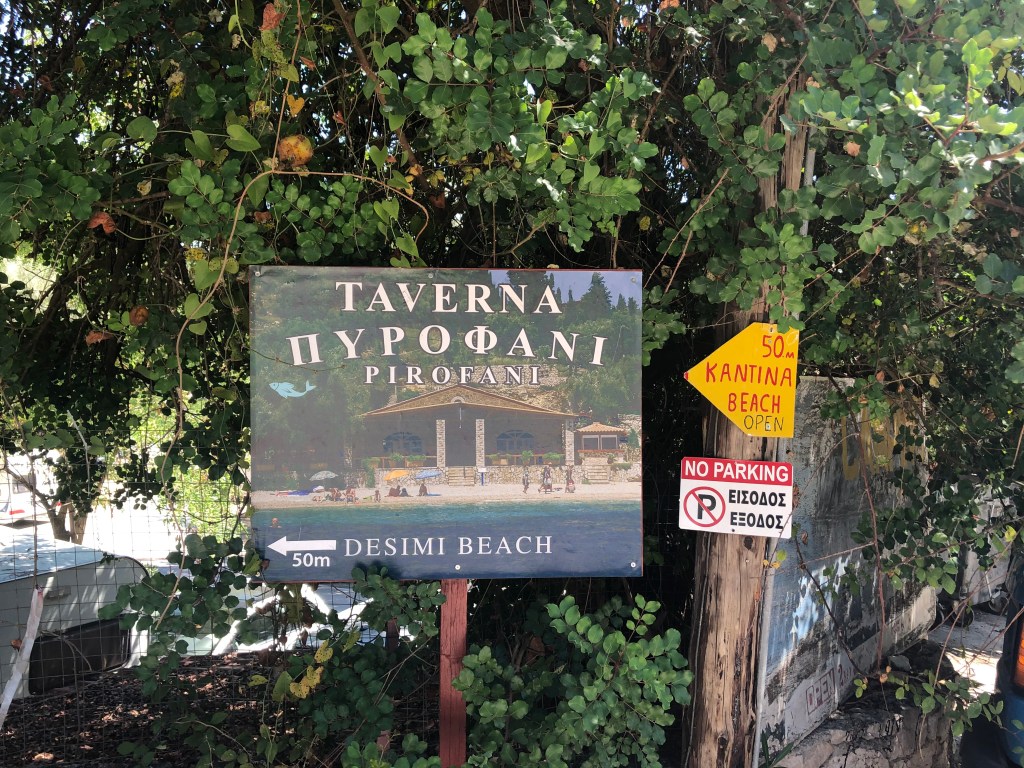 TAVERNA
ΠΥΡΟΦΑΝΙ
PIROFANI
50m
DESIMI BEACH
50m
KANTINA
BEACH
OPEN
NO PARKING
P
ΕΙΣΟΔΟΣ
ΕΞΟΔΟΣ